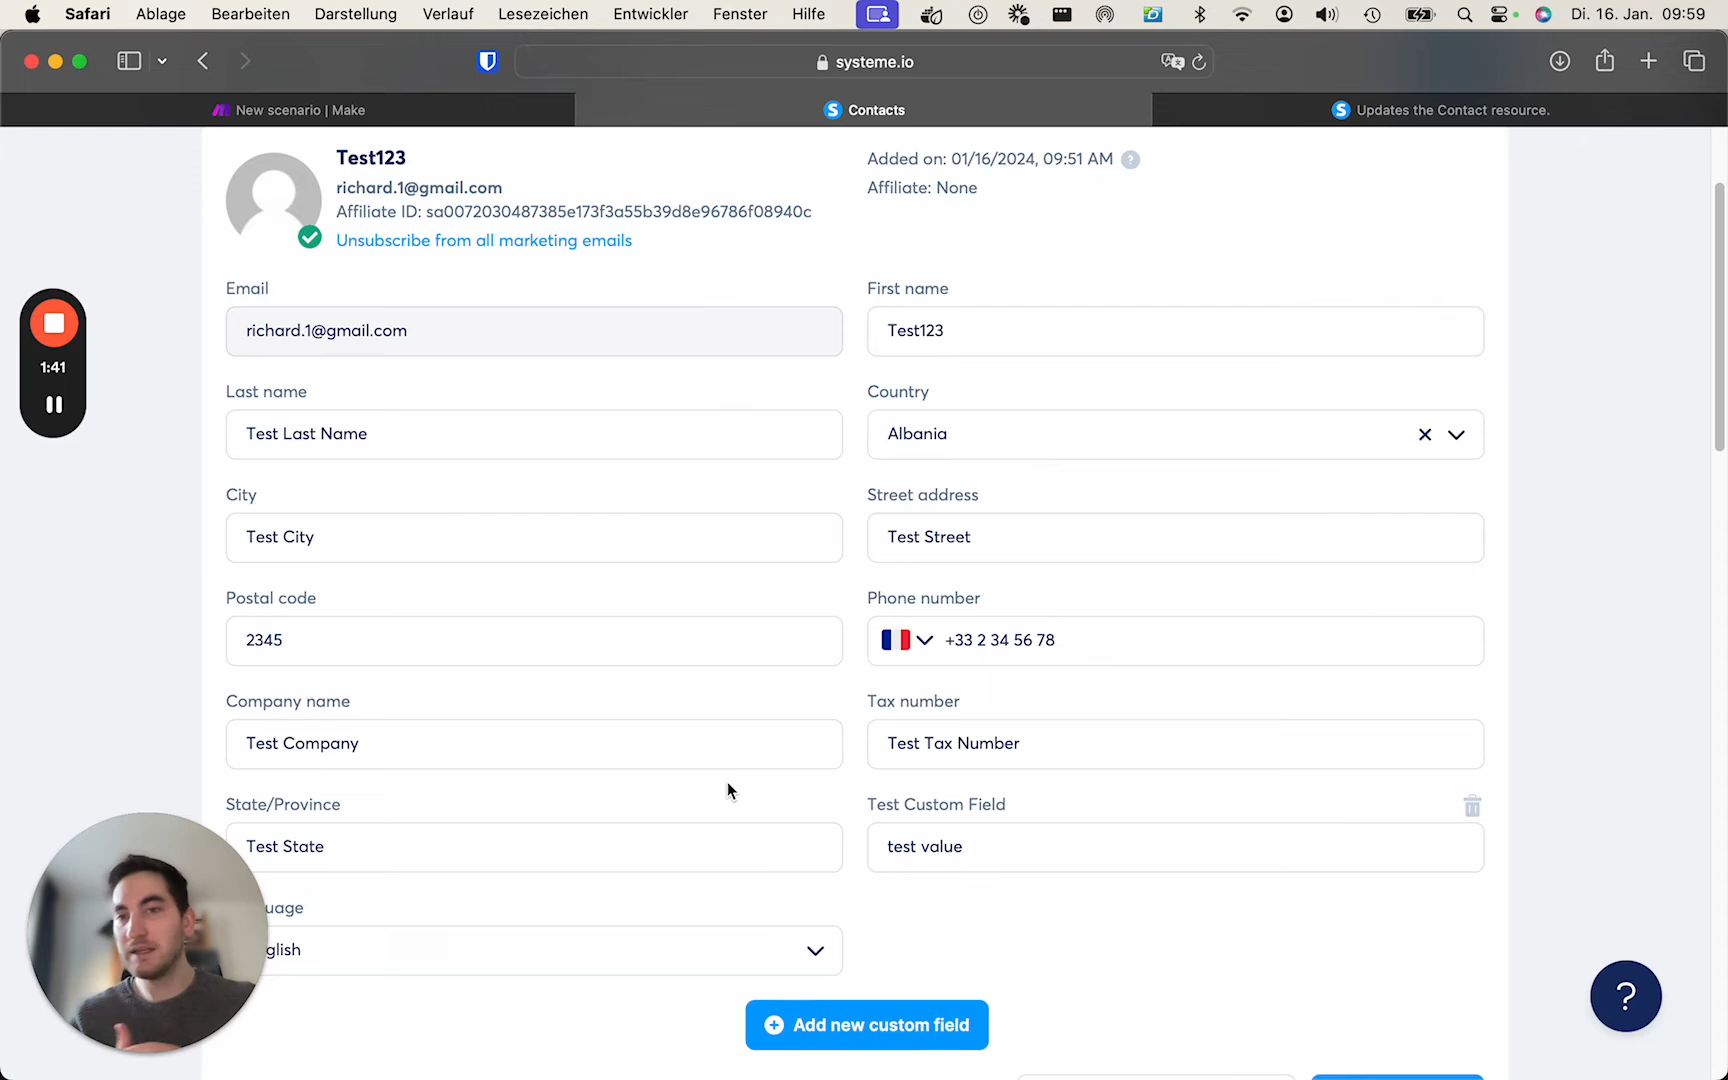 Safari Ablage Bearbeiten Darstellung Verlauf Lesezeichen Entwickler Fenster Hilfe Di. 16. Jan. 09:59
systeme.io
New scenario | Make
Contacts
Updates the Contact resource.
Test123
richard.1@gmail.com
Affiliate ID: sa0072030487385e173f3a55b39d8e96786f08940c
Unsubscribe from all marketing emails
Added on: 01/16/2024, 09:51 AM ?
Affiliate: None
Email
richard.1@gmail.com
First name
Test123
1:41
Last name
Test Last Name
Country
Albania
City
Test City
Street address
Test Street
Postal code
2345
Phone number
+33 2 34 56 78
Company name
Test Company
Tax number
Test Tax Number
State/Province
Test State
Test Custom Field
test value
uage
glish
Add new custom field
?